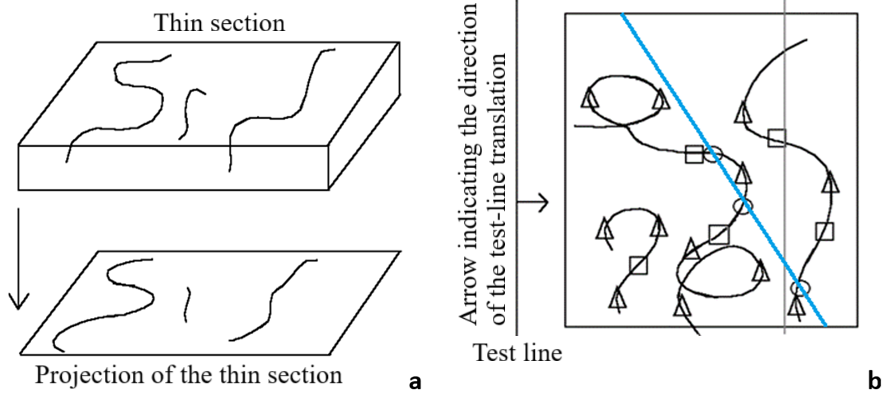 Thin section
Projection of the thin section
a
Arrow indicating the direction
of the test-line translation
Test line
b